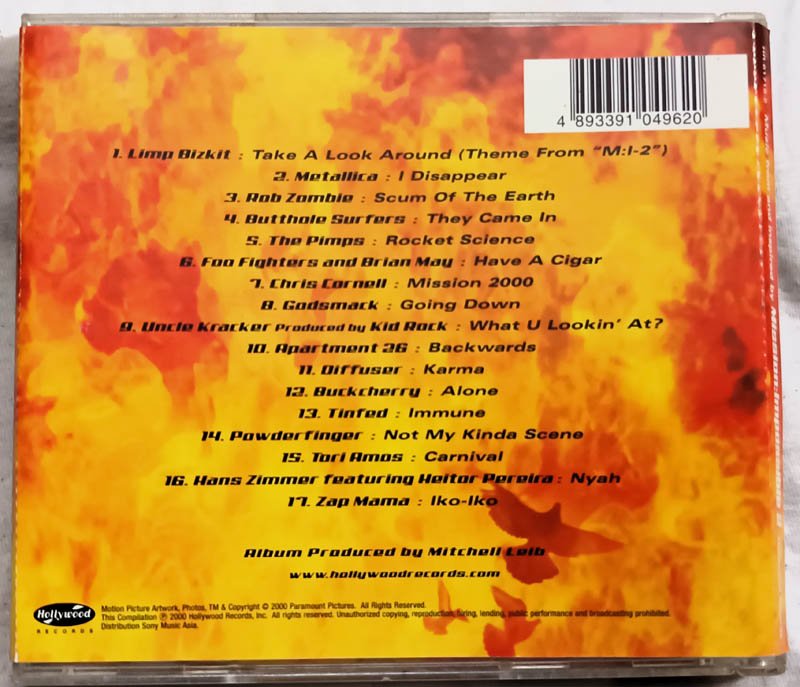 4 893391 049620
1. Limp Bizkit : Take A Look Around (Theme From "M:I-2")
2. Metallica : I Disappear
3. Rob Zombie : Scum Of The Earth
4. Butthole Surfers : They Came In
5. The Pimps : Rocket Science
6. Foo Fighters and Brian May : Have A Cigar
7. Chris Cornell : Mission 2000
8. Godsmack : Going Down
9. Uncle Kracker Produced by Kid Rock : What U Lookin' At?
10. Apartment 26 : Backwards
11. Diffuser : Karma
12. Buckcherry : Alone
13. Tinfed : Immune
14. Powderfinger : Not My Kinda Scene
15. Tori Amos : Carnival
16. Hans Zimmer featuring Heitor Pereira : Nyah
17. Zap Mama : Iko-Iko
Album Produced by Mitchell Leib
www.hollywoodrecords.com
Hollywood
RECORDS
Motion Picture Artwork, Photos, TM & Copyright © 2000 Paramount Pictures. All Rights Reserved.
This Compilation ℗ 2000 Hollywood Records, Inc. All rights reserved. Unauthorized copying, reproduction, hiring, lending, public performance and broadcasting prohibited.
Distribution Sony Music Asia.